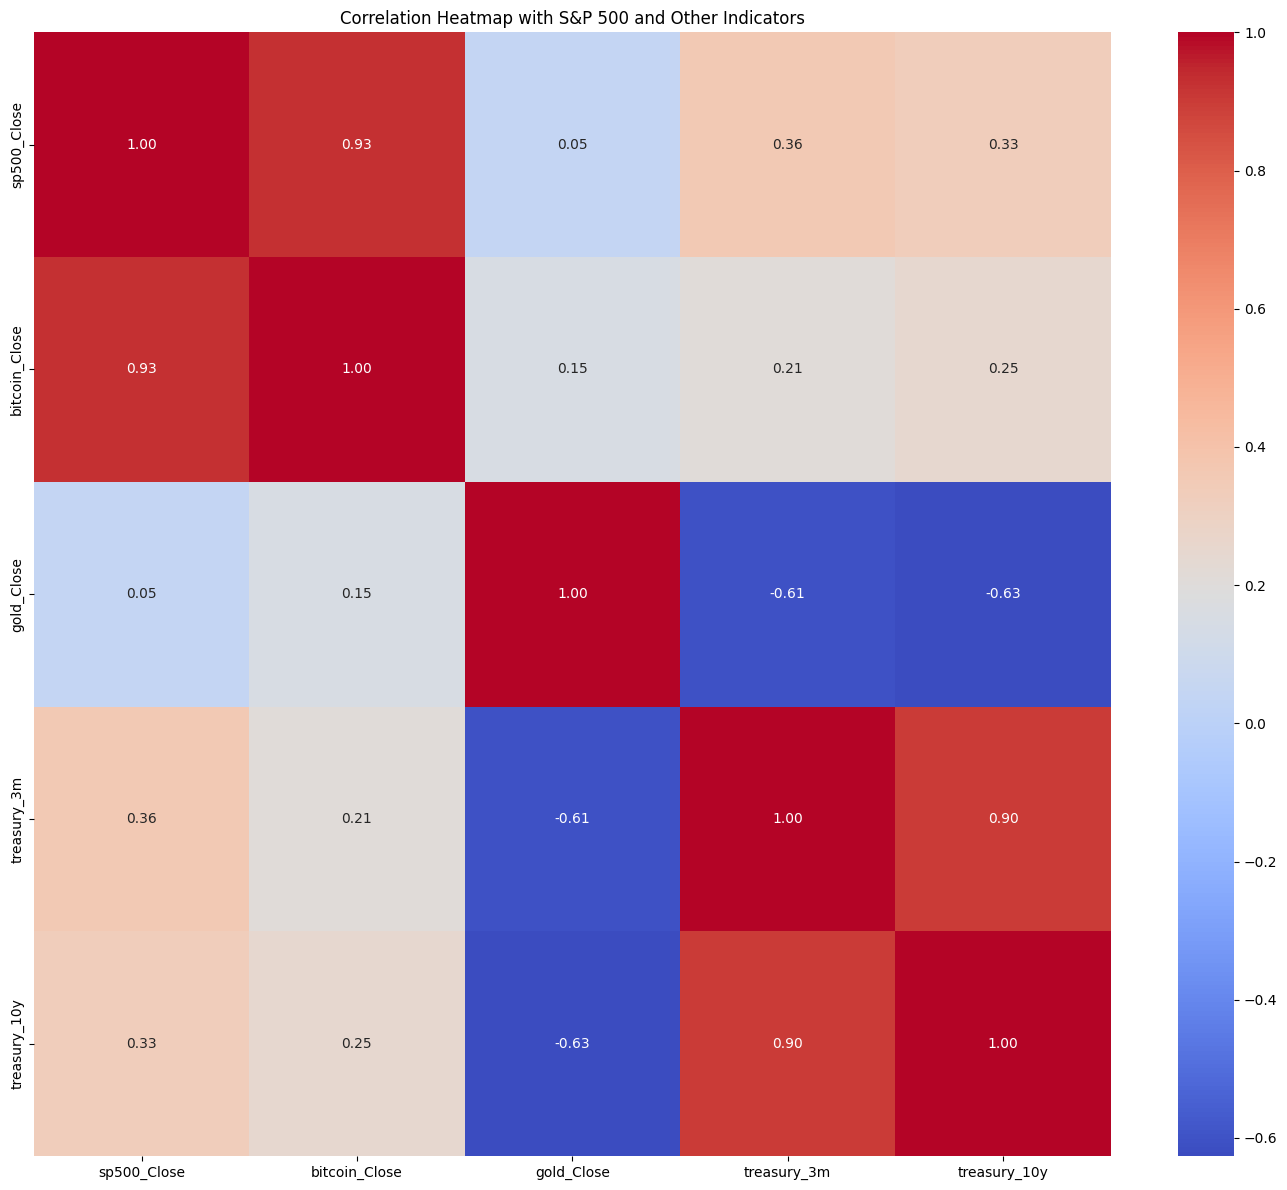 Correlation Heatmap with S&P 500 and Other Indicators
sp500_Close
1.00 0.93 0.05 0.36 0.33
bitcoin_Close
0.93 1.00 0.15 0.21 0.25
gold_Close
0.05 0.15 1.00 -0.61 -0.63
treasury_3m
0.36 0.21 -0.61 1.00 0.90
treasury_10y
0.33 0.25 -0.63 0.90 1.00
sp500_Close bitcoin_Close gold_Close treasury_3m treasury_10y
1.0
0.8
0.6
0.4
0.2
0.0
−0.2
−0.4
−0.6